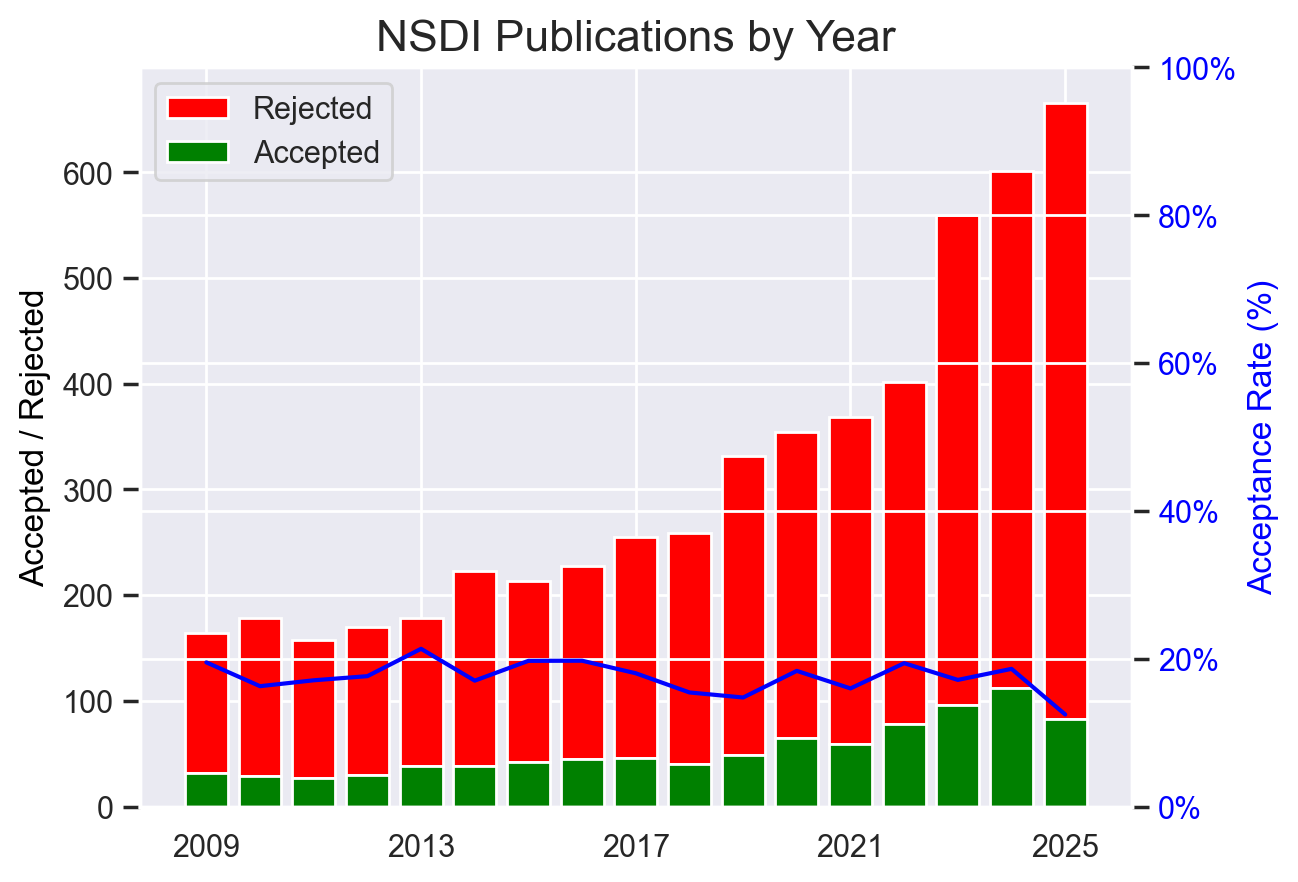 NSDI Publications by Year
Rejected
Accepted
Accepted / Rejected
600
500
400
300
200
100
0
100%
80%
60%
40%
20%
0%
Acceptance Rate (%)
2009 2013 2017 2021 2025